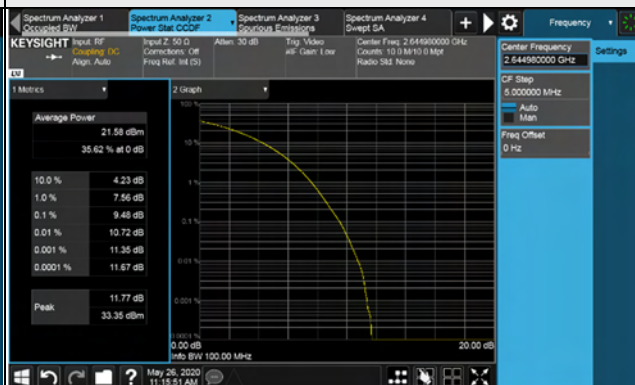 Spectrum Analyzer 1
Occupied BW
Spectrum Analyzer 2
Power Stat CCDF
Spectrum Analyzer 3
Spurious Emissions
Spectrum Analyzer 4
Swept SA
Frequency
KEYSIGHT
Input: RF
Coupling: DC
Align: Auto
Input Z: 50 Ω
Corrections: Off
Freq Ref: Int (S)
Atten: 30 dB
Trig: Video
#IF Gain: Low
Center Freq: 2.644980000 GHz
Counts: 10.0 M/10.0 Mpt
Radio Std: None
Center Frequency
2.644980000 GHz
Settings
CF Step
5.000000 MHz
Auto
Man
Freq Offset
0 Hz
1 Metrics
Average Power
21.58 dBm
35.62 % at 0 dB
10.0 % 4.23 dB
1.0 % 7.56 dB
0.1 % 9.48 dB
0.01 % 10.72 dB
0.001 % 11.35 dB
0.0001 % 11.67 dB
Peak
11.77 dB
33.35 dBm
2 Graph
100 %
10 %
1 %
0.1 %
0.01 %
0.001 %
0.0001 %
0.00 dB
20.00 dB
Info BW 100.00 MHz
May 26, 2020
11:15:51 AM